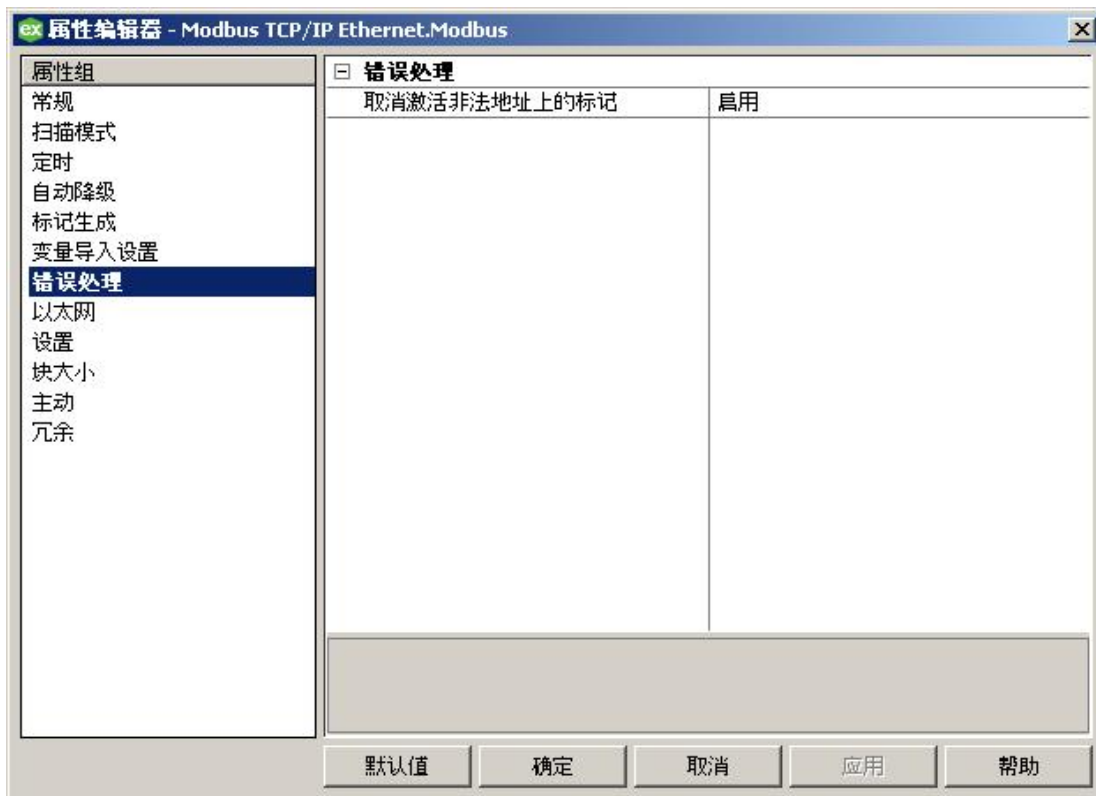 ex 属性编辑器 - Modbus TCP/IP Ethernet.Modbus
属性组
常规
扫描模式
定时
自动降级
标记生成
变量导入设置
错误处理
以太网
设置
块大小
主动
冗余
错误处理
取消激活非法地址上的标记 启用
默认值 确定 取消 应用 帮助